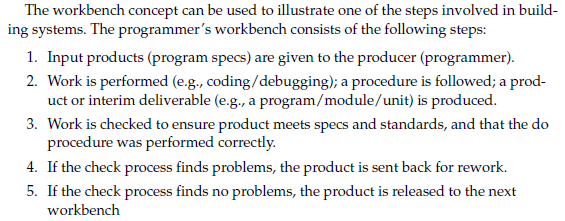 The workbench concept can be used to illustrate one of the steps involved in build-
ing systems. The programmer’s workbench consists of the following steps:
1. Input products (program specs) are given to the producer (programmer).
2. Work is performed (e.g., coding/debugging); a procedure is followed; a prod-
uct or interim deliverable (e.g., a program/module/unit) is produced.
3. Work is checked to ensure product meets specs and standards, and that the do
procedure was performed correctly.
4. If the check process finds problems, the product is sent back for rework.
5. If the check process finds no problems, the product is released to the next
workbench